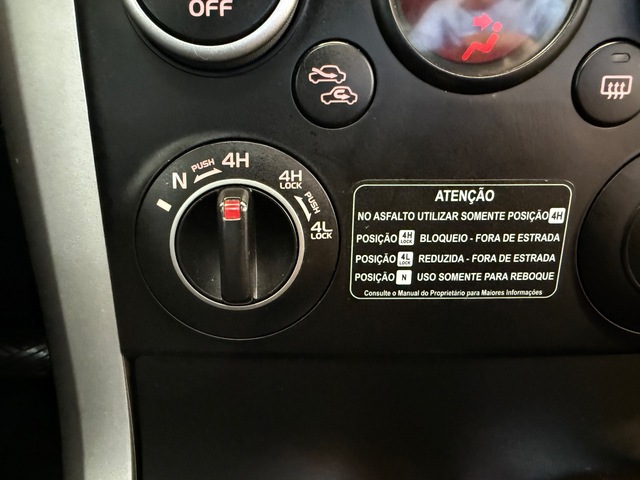 OFF
N PUSH 4H
4H LOCK
PUSH
4L LOCK
ATENÇÃO
NO ASFALTO UTILIZAR SOMENTE POSIÇÃO 4H
POSIÇÃO 4H LOCK BLOQUEIO - FORA DE ESTRADA
POSIÇÃO 4L LOCK REDUZIDA - FORA DE ESTRADA
POSIÇÃO N USO SOMENTE PARA REBOQUE
Consulte o Manual do Proprietário para Maiores Informações